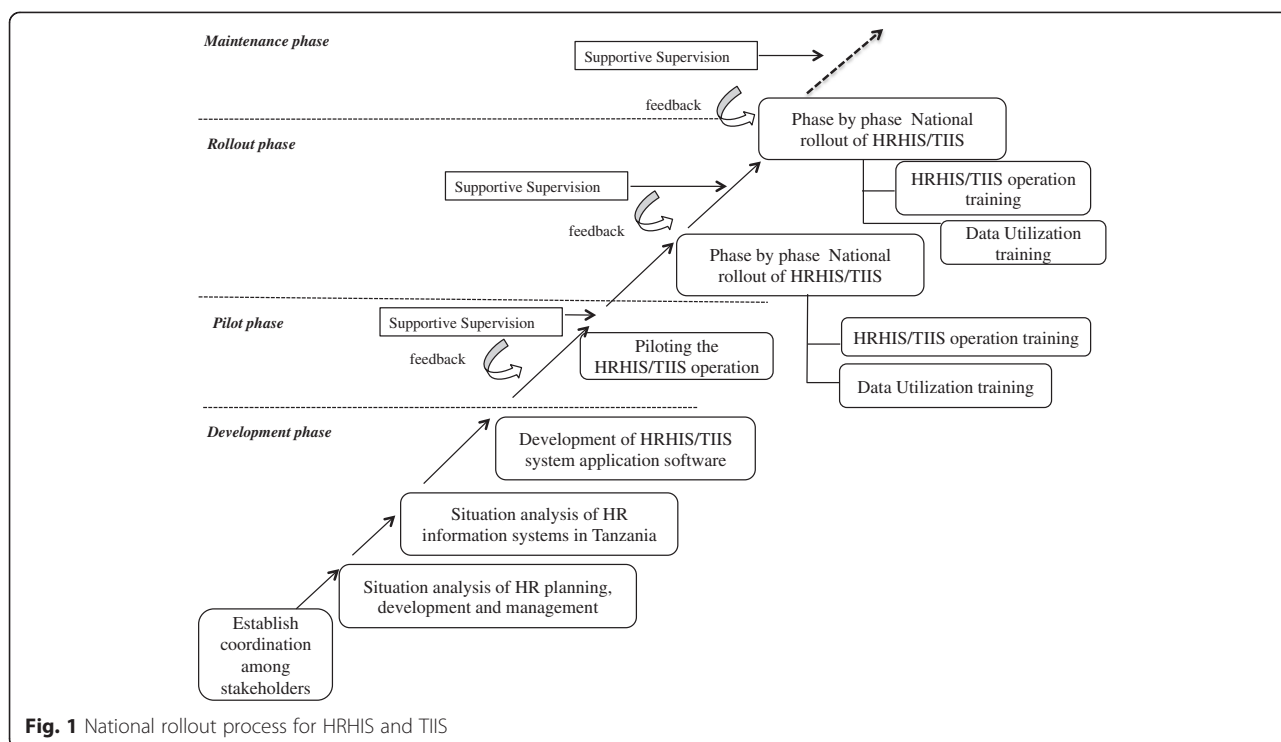 Maintenance phase
Supportive Supervision
feedback
Phase by phase National
rollout of HRHIS/TIIS
Rollout phase
HRHIS/TIIS operation
training
Supportive Supervision
feedback
Data Utilization
training
Phase by phase National
rollout of HRHIS/TIIS
Pilot phase
Supportive Supervision
feedback
Piloting the
HRHIS/TIIS operation
HRHIS/TIIS operation training
Data Utilization training
Development phase
Development of HRHIS/TIIS
system application software
Situation analysis of HR
information systems in Tanzania
Situation analysis of HR planning,
development and management
Establish
coordination
among
stakeholders
Fig. 1 National rollout process for HRHIS and TIIS